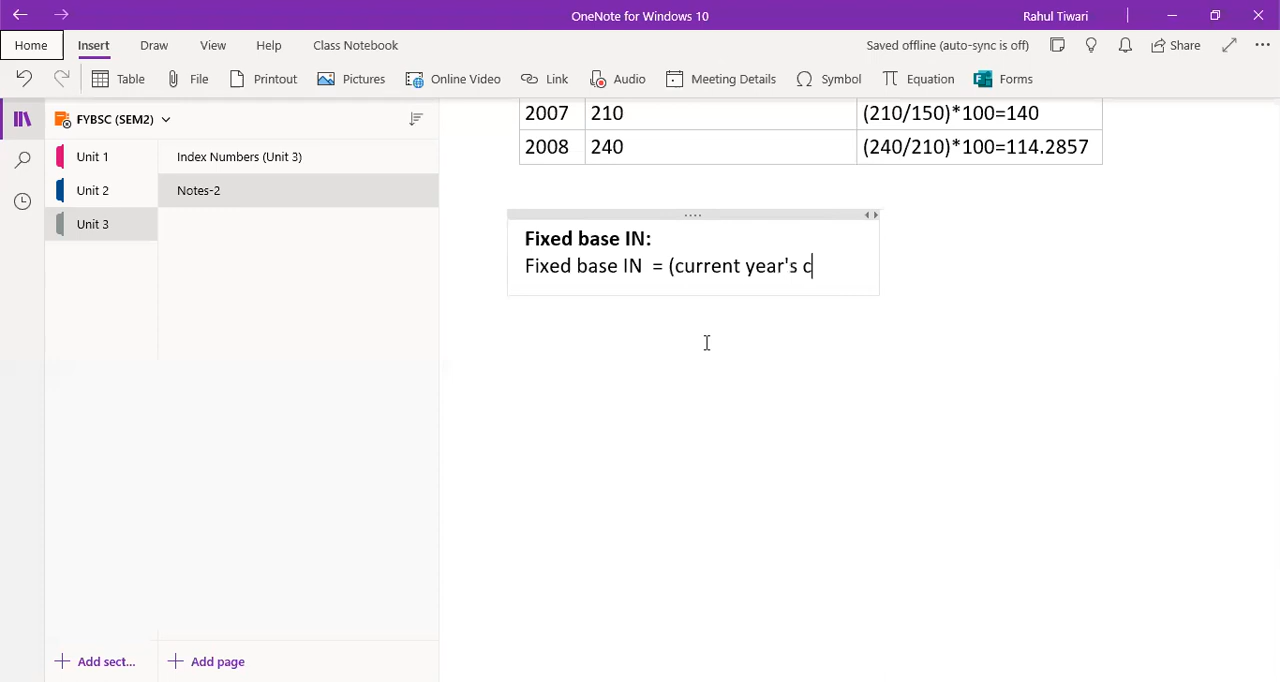 OneNote for Windows 10
Rahul Tiwari
Home
Insert
Draw
View
Help
Class Notebook
Saved offline (auto-sync is off)
Share
Table
File
Printout
Pictures
Online Video
Link
Audio
Meeting Details
Symbol
Equation
Forms
FYBSC (SEM2)
Unit 1
Unit 2
Unit 3
Index Numbers (Unit 3)
Notes-2
2007 210 (210/150)*100=140
2008 240 (240/210)*100=114.2857
Fixed base IN:
Fixed base IN = (current year's c
Add sect...
Add page